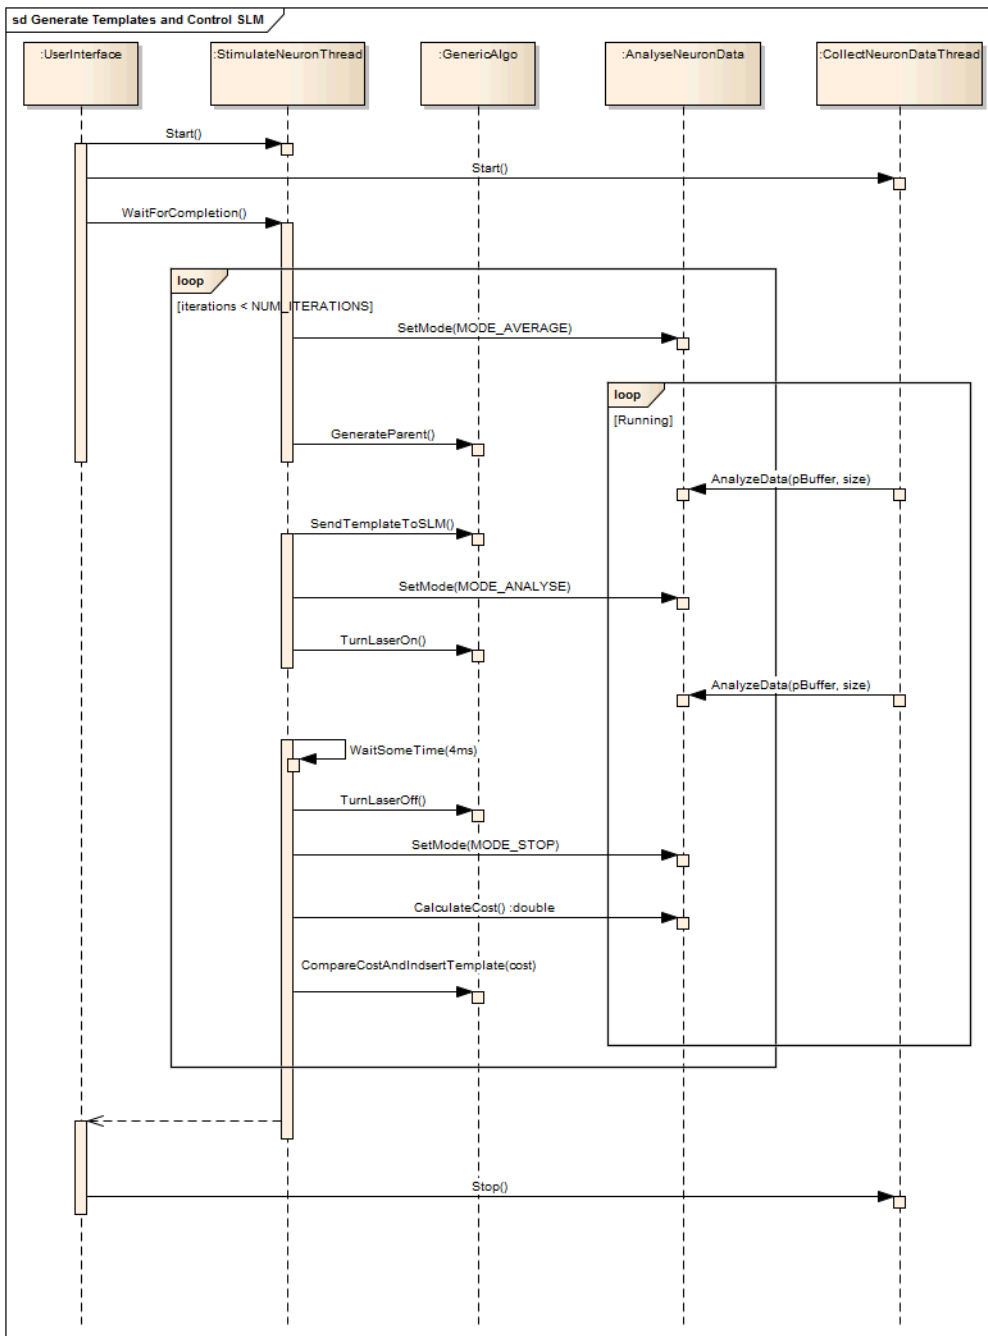 sd Generate Templates and Control SLM
:UserInterface
:StimulateNeuronThread
:GenericAlgo
:AnalyseNeuronData
:CollectNeuronDataThread
Start()
Start()
WaitForCompletion()
loop
[iterations < NUM_ITERATIONS]
SetMode(MODE_AVERAGE)
loop
[Running]
GenerateParent()
AnalyzeData(pBuffer, size)
SendTemplateToSLM()
SetMode(MODE_ANALYSE)
TurnLaserOn()
AnalyzeData(pBuffer, size)
WaitSomeTime(4ms)
TurnLaserOff()
SetMode(MODE_STOP)
CalculateCost() :double
CompareCostAndIndsertTemplate(cost)
Stop()